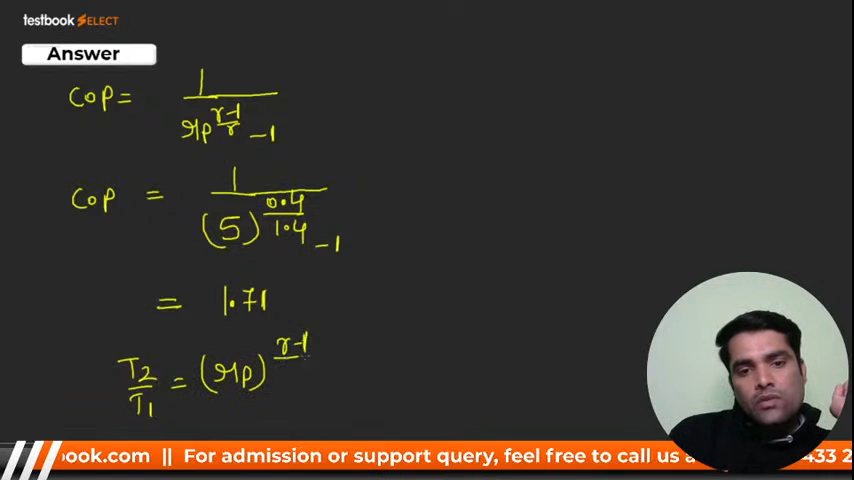 testbook SELECT
Answer
COP = 1 / (rp^((γ-1)/γ) - 1)
COP = 1 / ((5)^(0.4/1.4) - 1)
= 1.71
T2/T1 = (rp)^(γ-1
book.com || For admission or support query, feel free to call us a 433 2